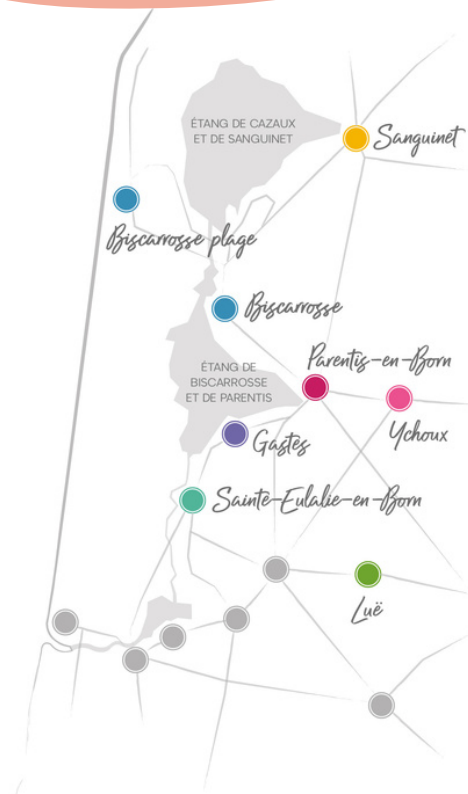 ÉTANG DE CAZAUX
ET DE SANGUINET
Sanguinet
Biscarrosse plage
Biscarrosse
Parentis-en-Born
ÉTANG DE
BISCARROSSE
ET DE PARENTIS
Ychoux
Gastes
Sainte-Eulalie-en-Born
Luë